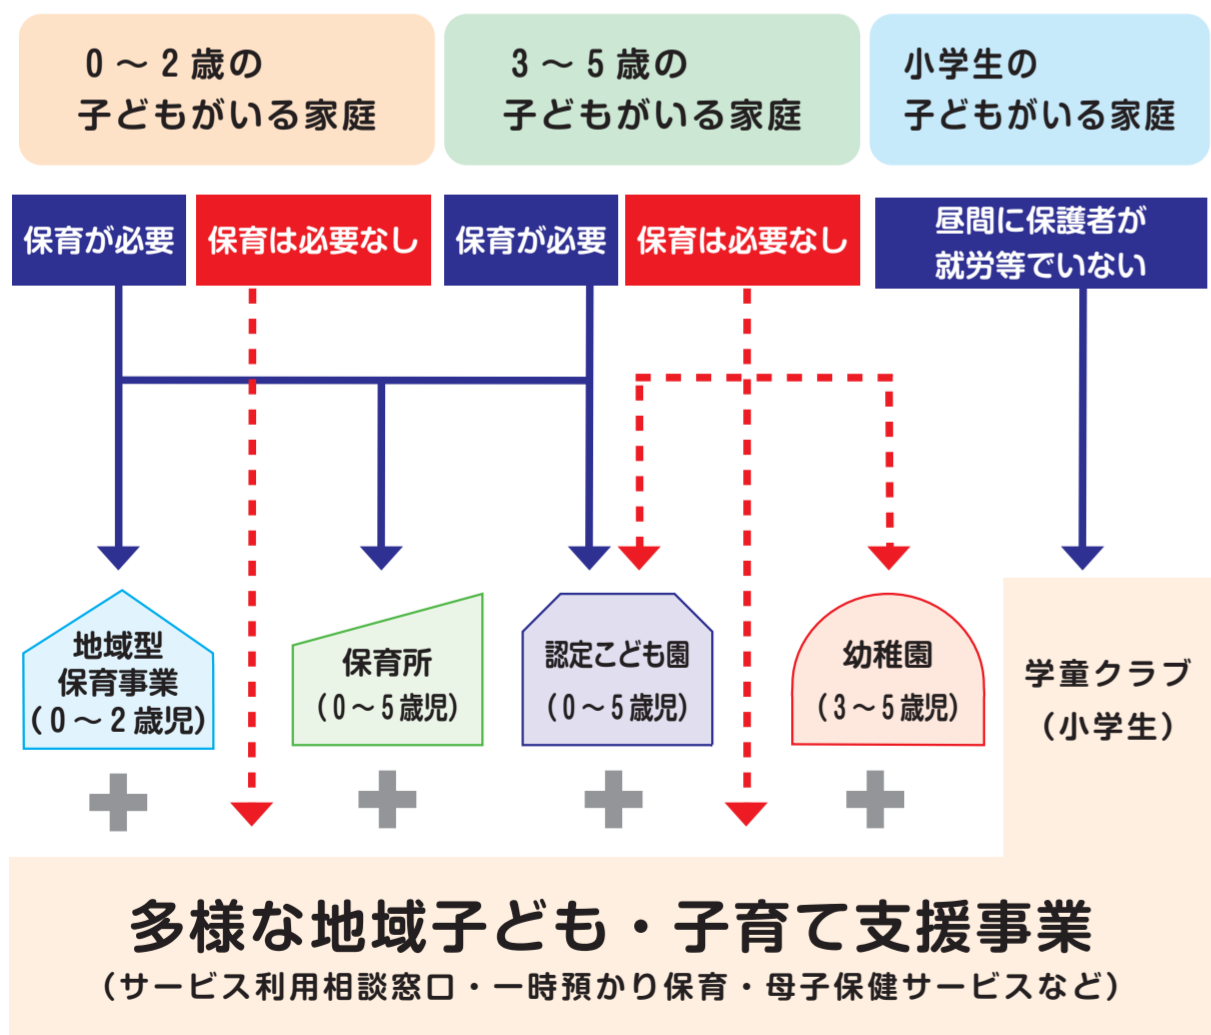 0～2歳の
子どもがいる家庭
3～5歳の
子どもがいる家庭
小学生の
子どもがいる家庭
保育が必要
保育は必要なし
保育が必要
保育は必要なし
昼間に保護者が
就労等でいない
地域型
保育事業
（0～2歳児）
保育所
（0～5歳児）
認定こども園
（0～5歳児）
幼稚園
（3～5歳児）
学童クラブ
（小学生）
多様な地域子ども・子育て支援事業
（サービス利用相談窓口・一時預かり保育・母子保健サービスなど）